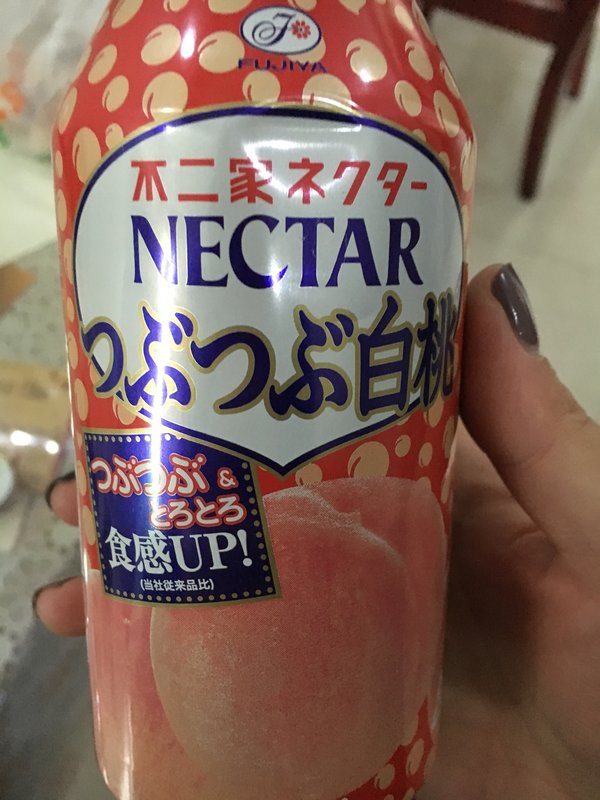 FUJIYA
不二家ネクター
NECTAR
つぶつぶ白桃
つぶつぶ &
とろとろ
食感UP!
(当社従来品比)